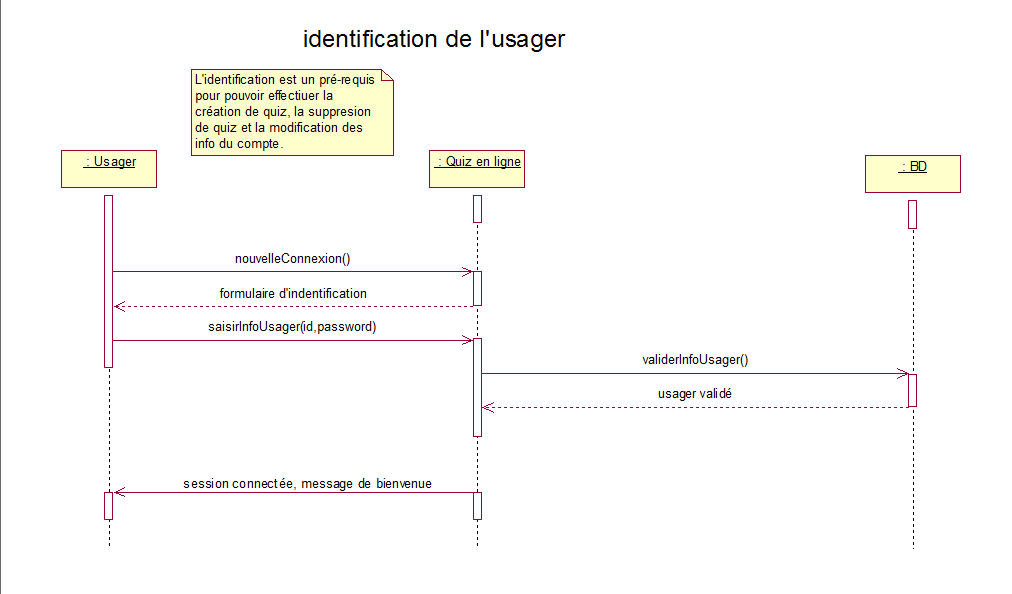 identification de l'usager
L'identification est un pré-requis
pour pouvoir effectiuer la
création de quiz, la suppresion
de quiz et la modification des
info du compte.
: Usager
: Quiz en ligne
: BD
nouvelleConnexion()
formulaire d'indentification
saisirInfoUsager(id,password)
validerInfoUsager()
usager validé
session connectée, message de bienvenue